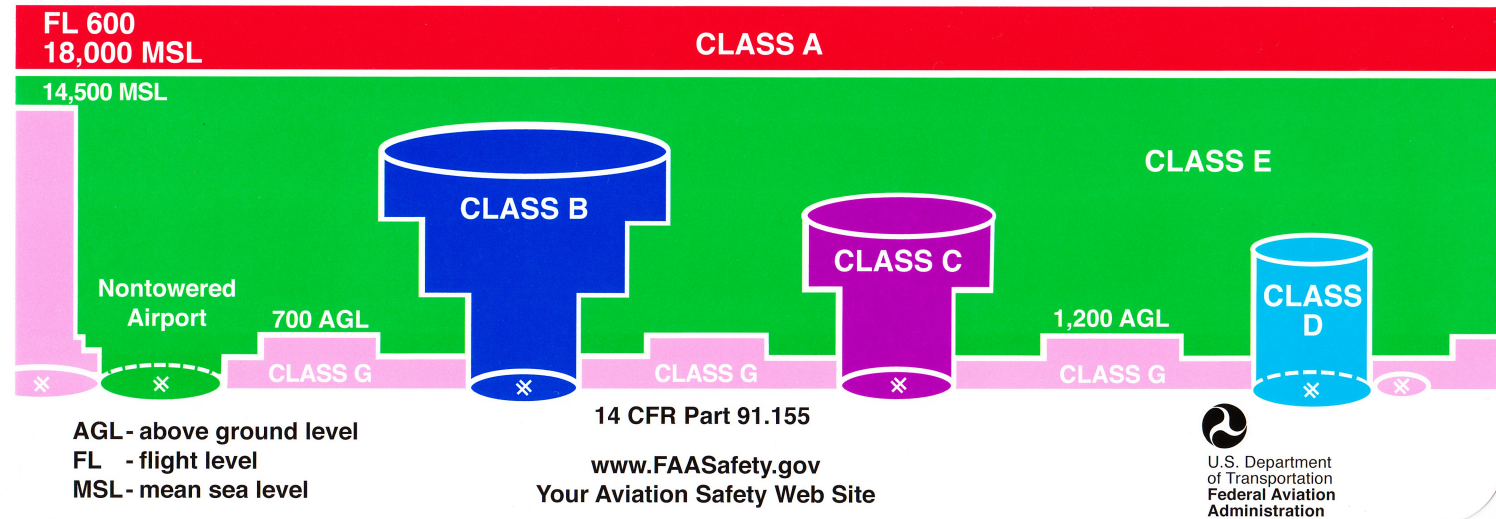 FL 600
18,000 MSL
CLASS A
14,500 MSL
CLASS E
CLASS B
CLASS C
Nontowered
Airport
CLASS
D
700 AGL
1,200 AGL
CLASS G
CLASS G
CLASS G
14 CFR Part 91.155
AGL - above ground level
FL - flight level
MSL - mean sea level
www.FAASafety.gov
Your Aviation Safety Web Site
U.S. Department
of Transportation
Federal Aviation
Administration